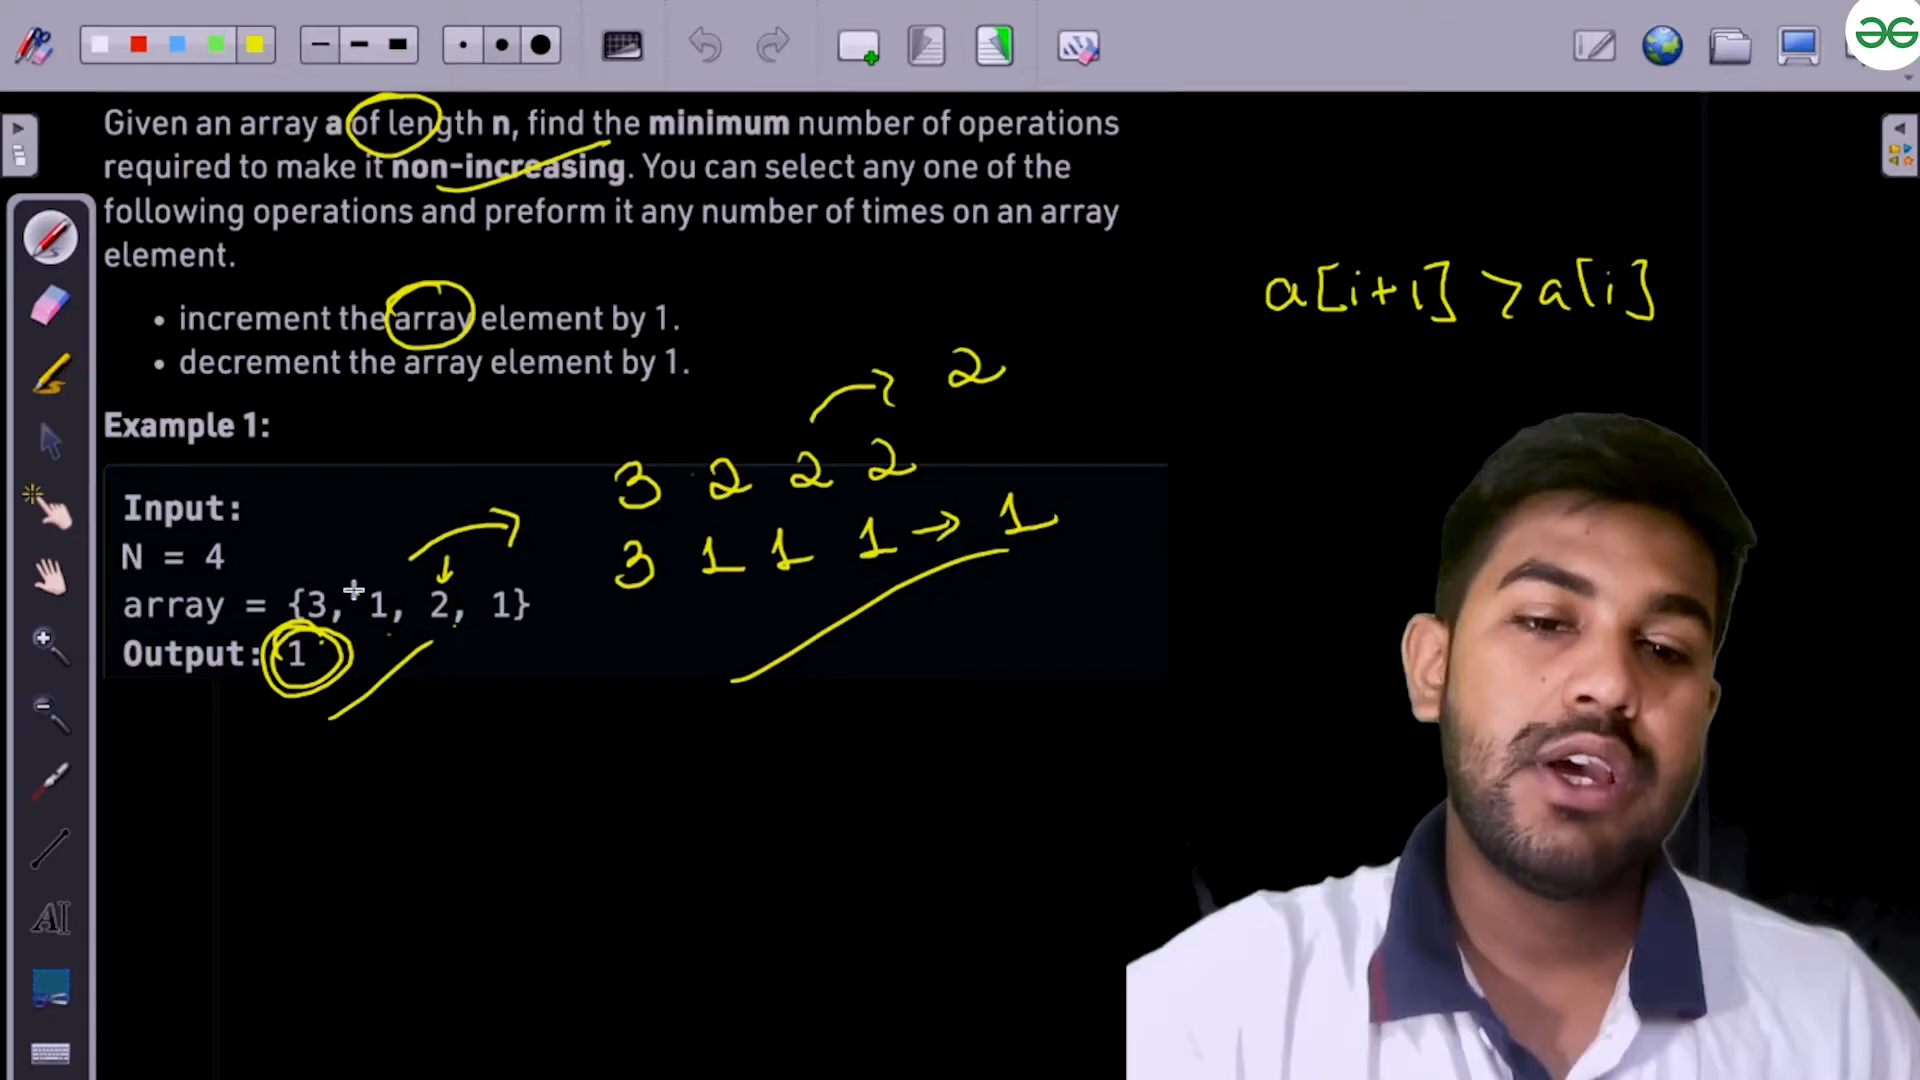 Given an array a of length n, find the minimum number of operations
required to make it non-increasing. You can select any one of the
following operations and preform it any number of times on an array
element.
• increment the array element by 1.
• decrement the array element by 1.
a[i+1] > a[i]
Example 1:
2
3 2 2 2
3 1 1 1 → 1
Input:
N = 4
array = {3, 1, 2, 1}
Output: 1